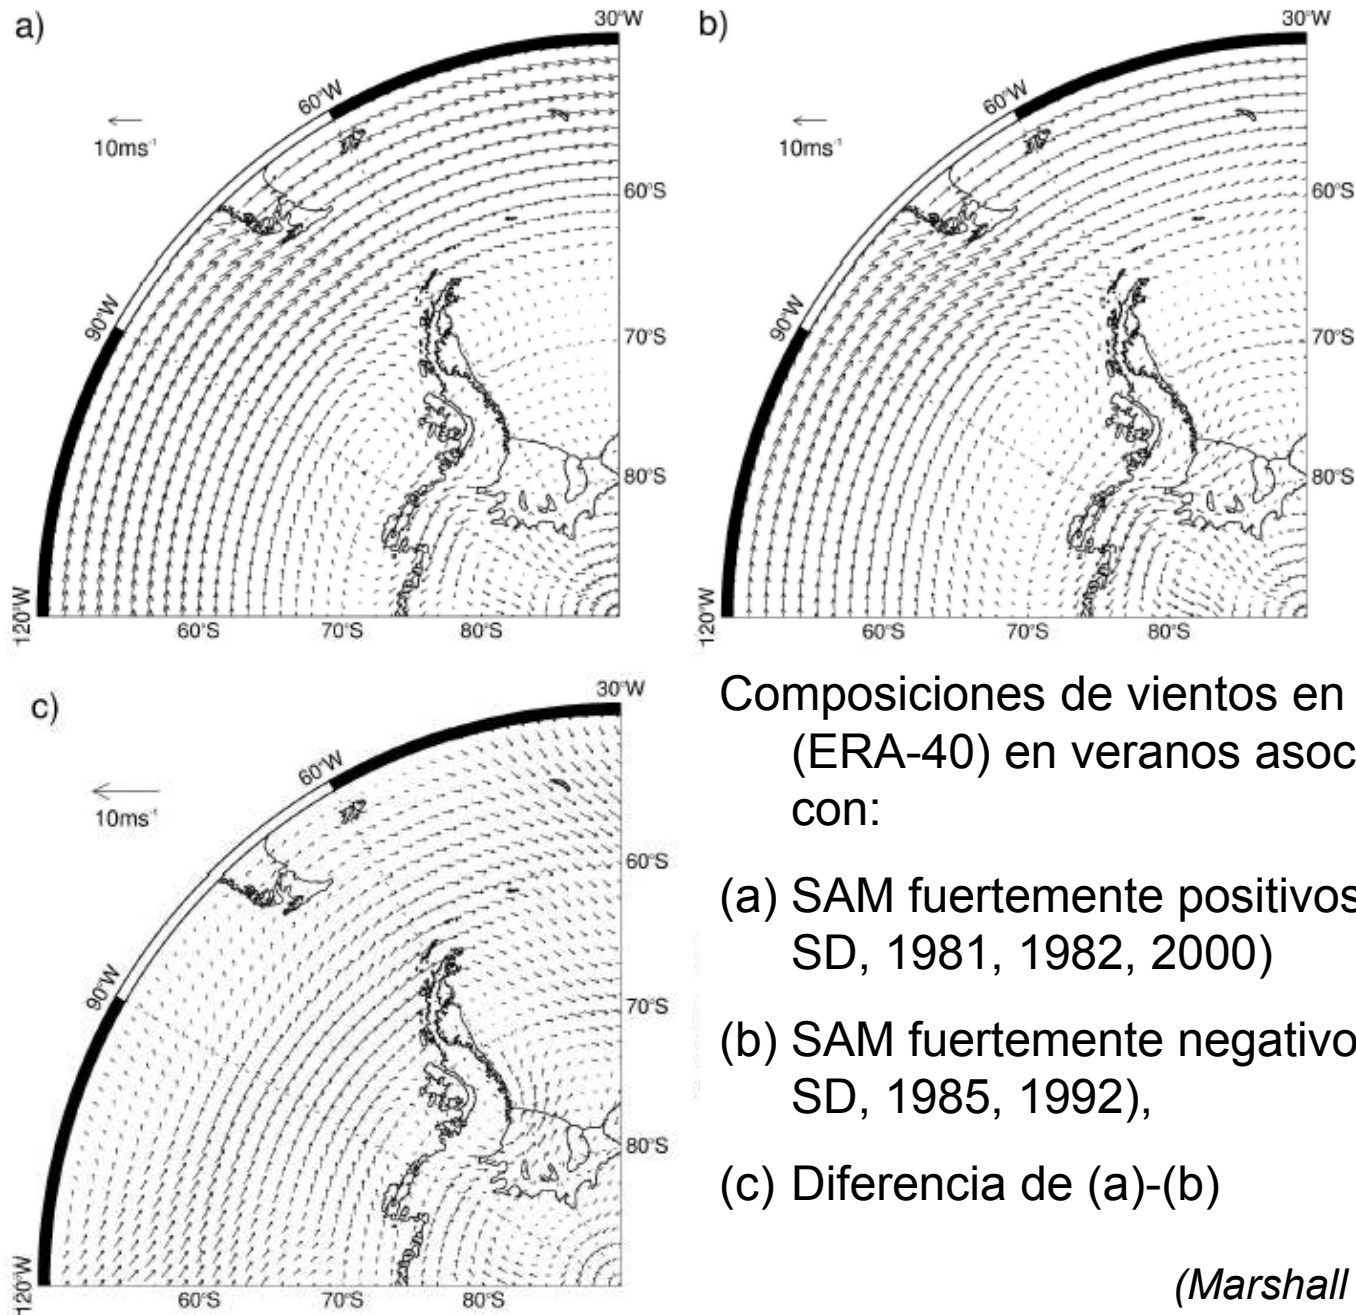 a)
30°W
60°W
10ms⁻¹
60°S
90°W
70°S
80°S
120°W
60°S 70°S 80°S
b)
30°W
60°W
10ms⁻¹
60°S
90°W
70°S
80°S
120°W
60°S 70°S 80°S
c)
30°W
60°W
10ms⁻¹
60°S
90°W
70°S
80°S
120°W
60°S 70°S 80°S
Composiciones de vientos en
(ERA-40) en veranos asoc
con:
(a) SAM fuertemente positivos
SD, 1981, 1982, 2000)
(b) SAM fuertemente negativo
SD, 1985, 1992),
(c) Diferencia de (a)-(b)
(Marshall